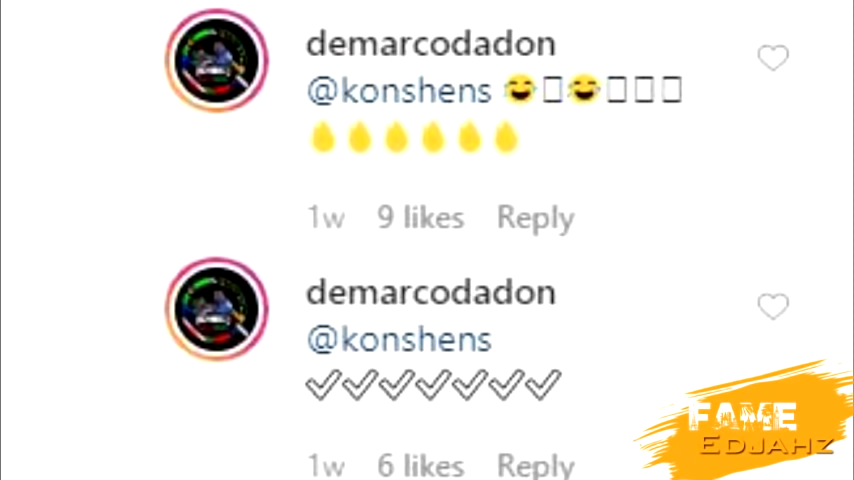 demarcodadon
@konshens 😂▯😂▯▯▯
1w 9 likes Reply
demarcodadon
@konshens
✓✓✓✓✓✓✓
1w 6 likes Reply
FAME
EDJAHZ